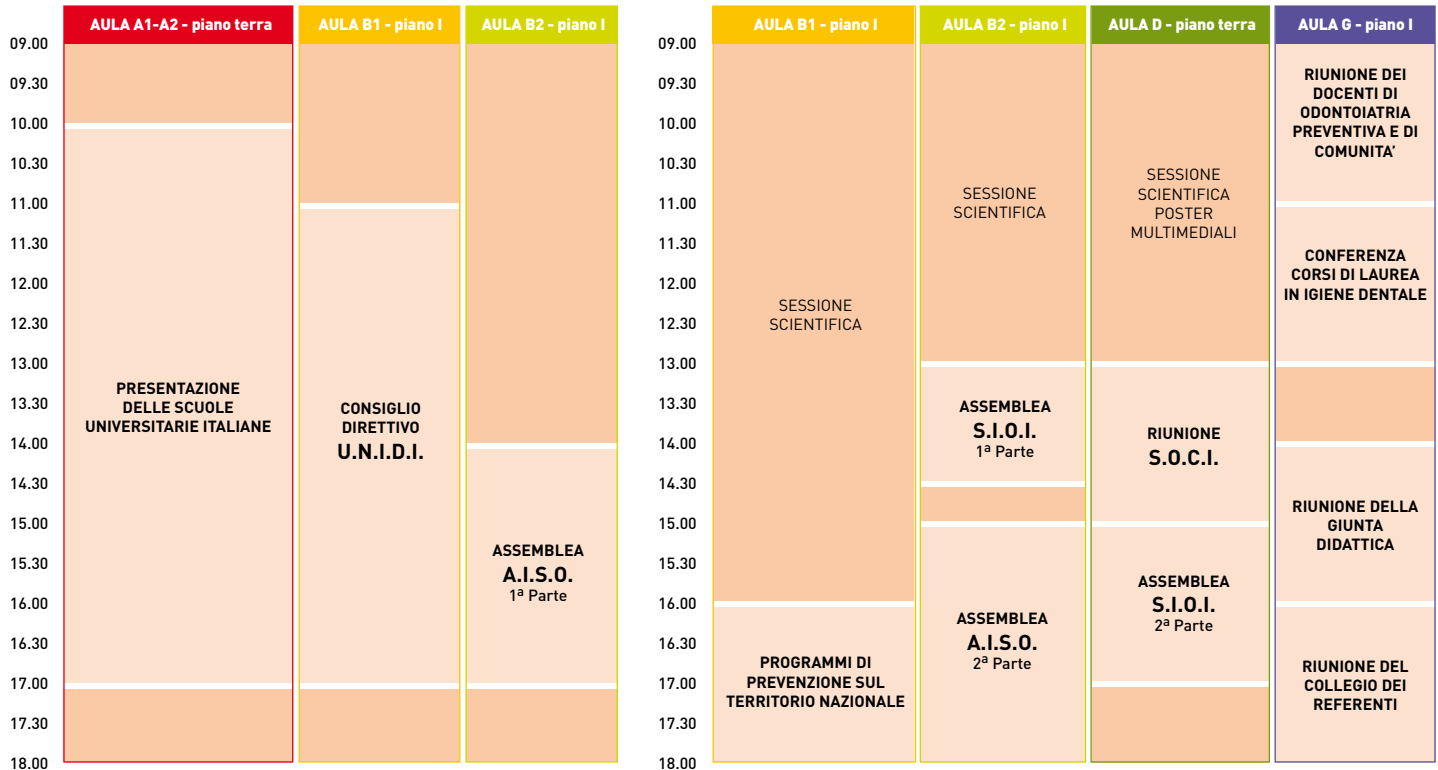 AULA A1-A2 - piano terra
AULA B1 - piano I
AULA B2 - piano I
09.00
09.30
10.00
10.30
11.00
11.30
12.00
12.30
13.00
13.30
14.00
14.30
15.00
15.30
16.00
16.30
17.00
17.30
18.00
PRESENTAZIONE
DELLE SCUOLE
UNIVERSITARIE ITALIANE
CONSIGLIO
DIRETTIVO
U.N.I.D.I.
ASSEMBLEA
A.I.S.O.
1ª Parte
AULA B1 - piano I
AULA B2 - piano I
AULA D - piano terra
AULA G - piano I
09.00
09.30
10.00
10.30
11.00
11.30
12.00
12.30
13.00
13.30
14.00
14.30
15.00
15.30
16.00
16.30
17.00
17.30
18.00
SESSIONE
SCIENTIFICA
PROGRAMMI DI
PREVENZIONE SUL
TERRITORIO NAZIONALE
SESSIONE
SCIENTIFICA
ASSEMBLEA
S.I.O.I.
1ª Parte
ASSEMBLEA
A.I.S.O.
2ª Parte
SESSIONE
SCIENTIFICA
POSTER
MULTIMEDIALI
RIUNIONE
S.O.C.I.
ASSEMBLEA
S.I.O.I.
2ª Parte
RIUNIONE DEI
DOCENTI DI
ODONTOIATRIA
PREVENTIVA E DI
COMUNITA’
CONFERENZA
CORSI DI LAUREA
IN IGIENE DENTALE
RIUNIONE DELLA
GIUNTA
DIDATTICA
RIUNIONE DEL
COLLEGIO DEI
REFERENTI